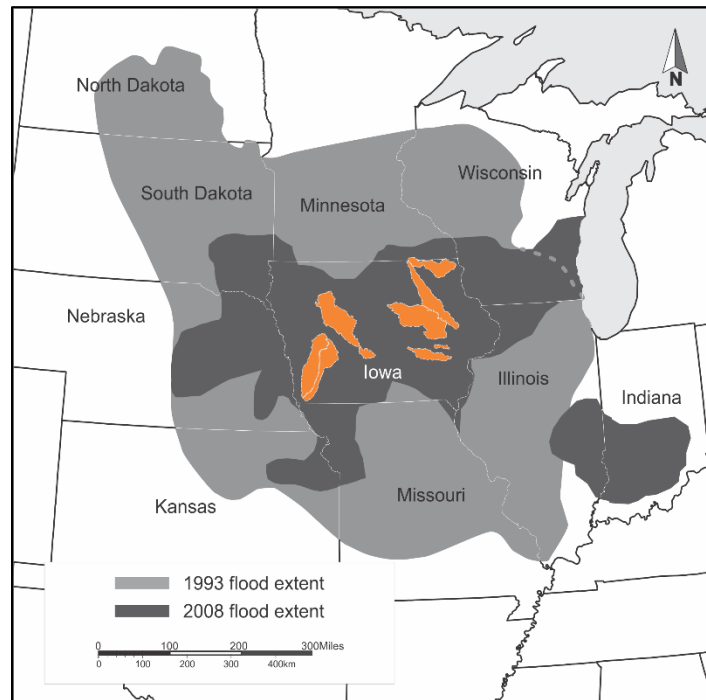 N
North Dakota
Wisconsin
South Dakota
Minnesota
Nebraska
Iowa
Illinois
Indiana
Missouri
Kansas
1993 flood extent
2008 flood extent
0 100 200 300Miles
0 100 200 400km